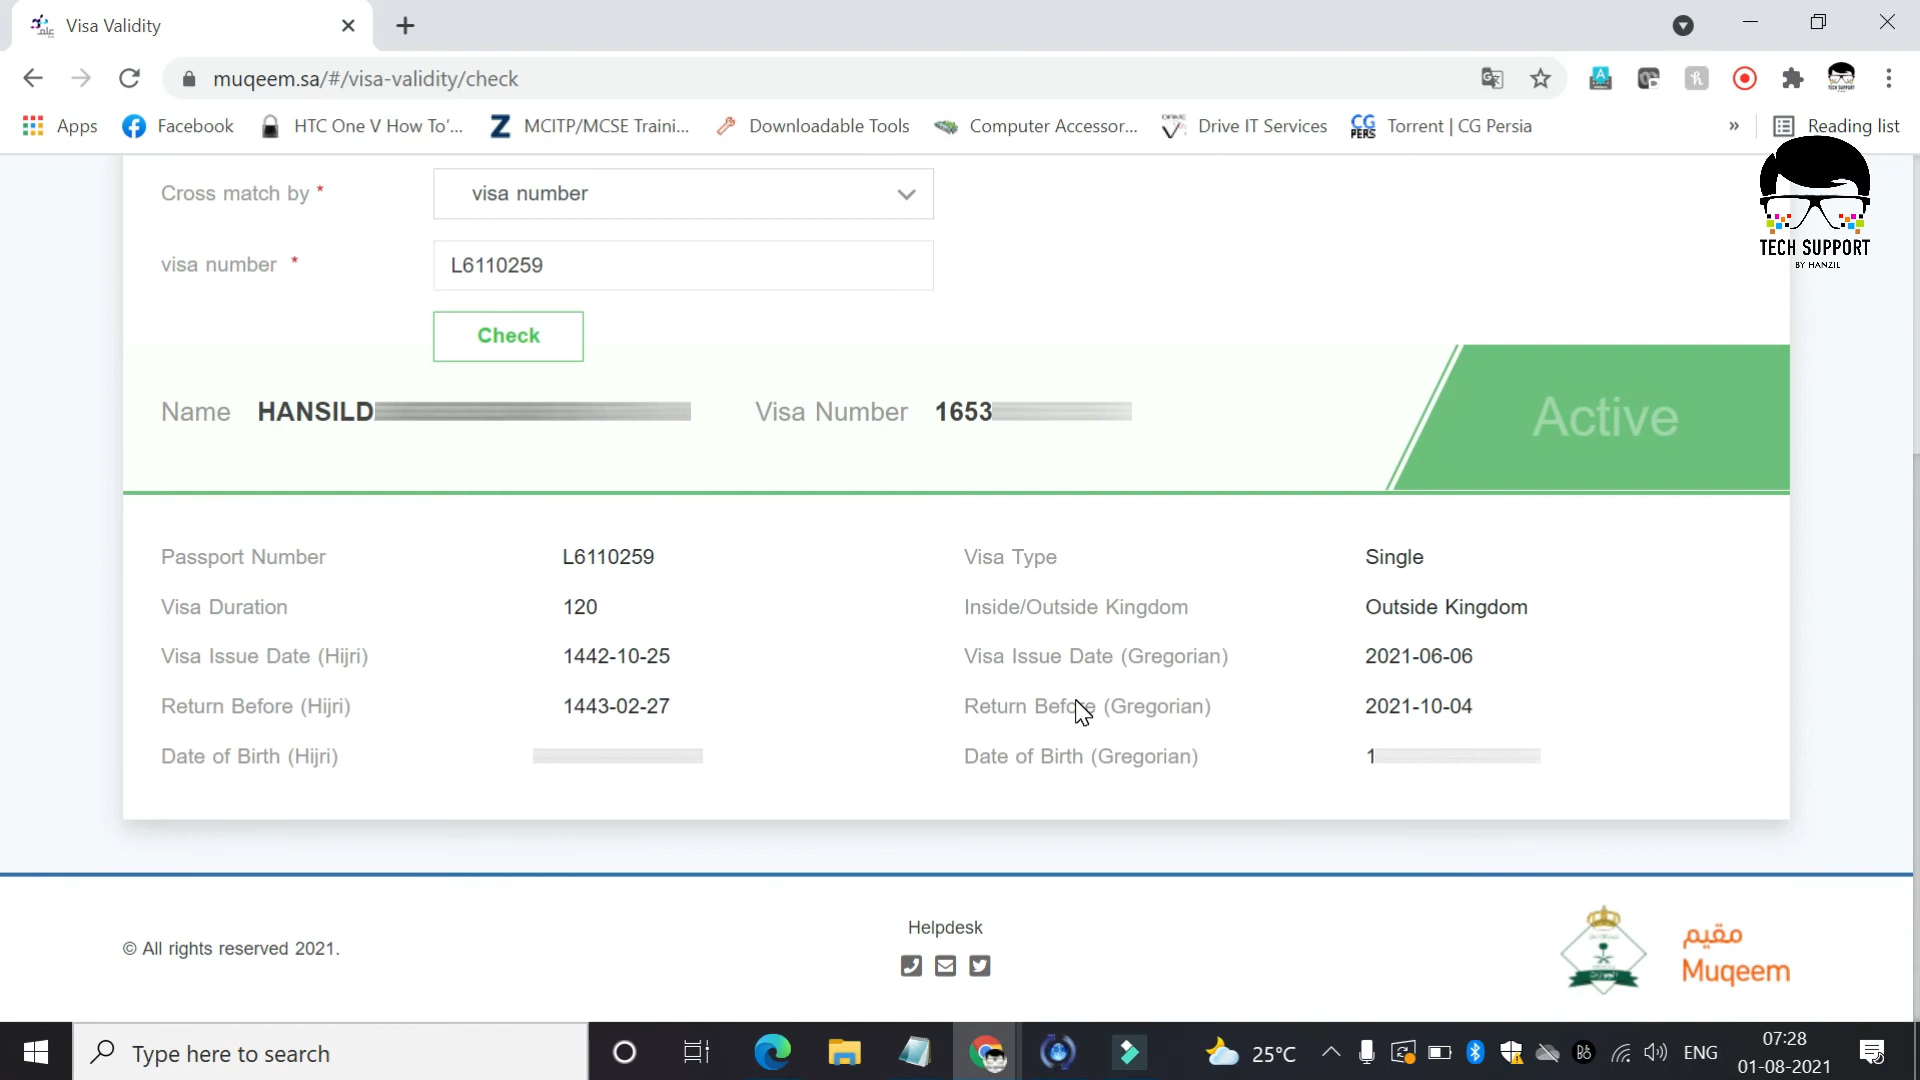 Visa Validity
muqeem.sa/#/visa-validity/check
Apps
Facebook
HTC One V How To'...
MCITP/MCSE Traini...
Downloadable Tools
Computer Accessor...
Drive IT Services
Torrent | CG Persia
»
Reading list
TECH SUPPORT
BY HANZIL
Cross match by *
visa number
visa number *
L6110259
Check
Name HANSILD
Visa Number 1653
Active
Passport Number L6110259
Visa Type Single
Visa Duration 120
Inside/Outside Kingdom Outside Kingdom
Visa Issue Date (Hijri) 1442-10-25
Visa Issue Date (Gregorian) 2021-06-06
Return Before (Hijri) 1443-02-27
Return Before (Gregorian) 2021-10-04
Date of Birth (Hijri)
Date of Birth (Gregorian) 1
© All rights reserved 2021.
Helpdesk
مقيم
Muqeem
Type here to search
25°C
ENG
07:28
01-08-2021